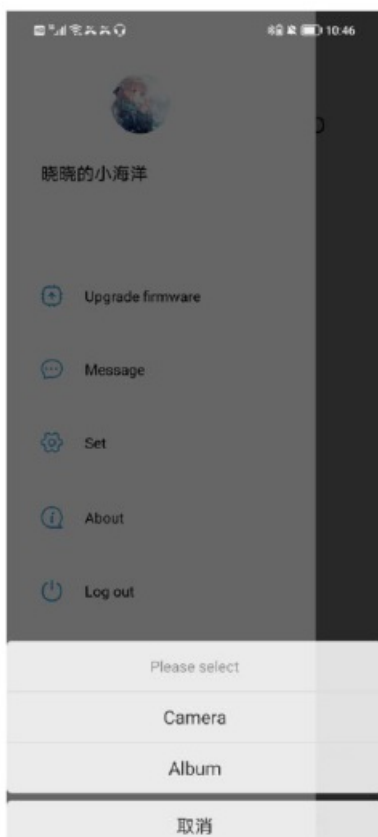 10:46
晓晓的小海洋
Upgrade firmware
Message
Set
About
Log out
Please select
Camera
Album
取消